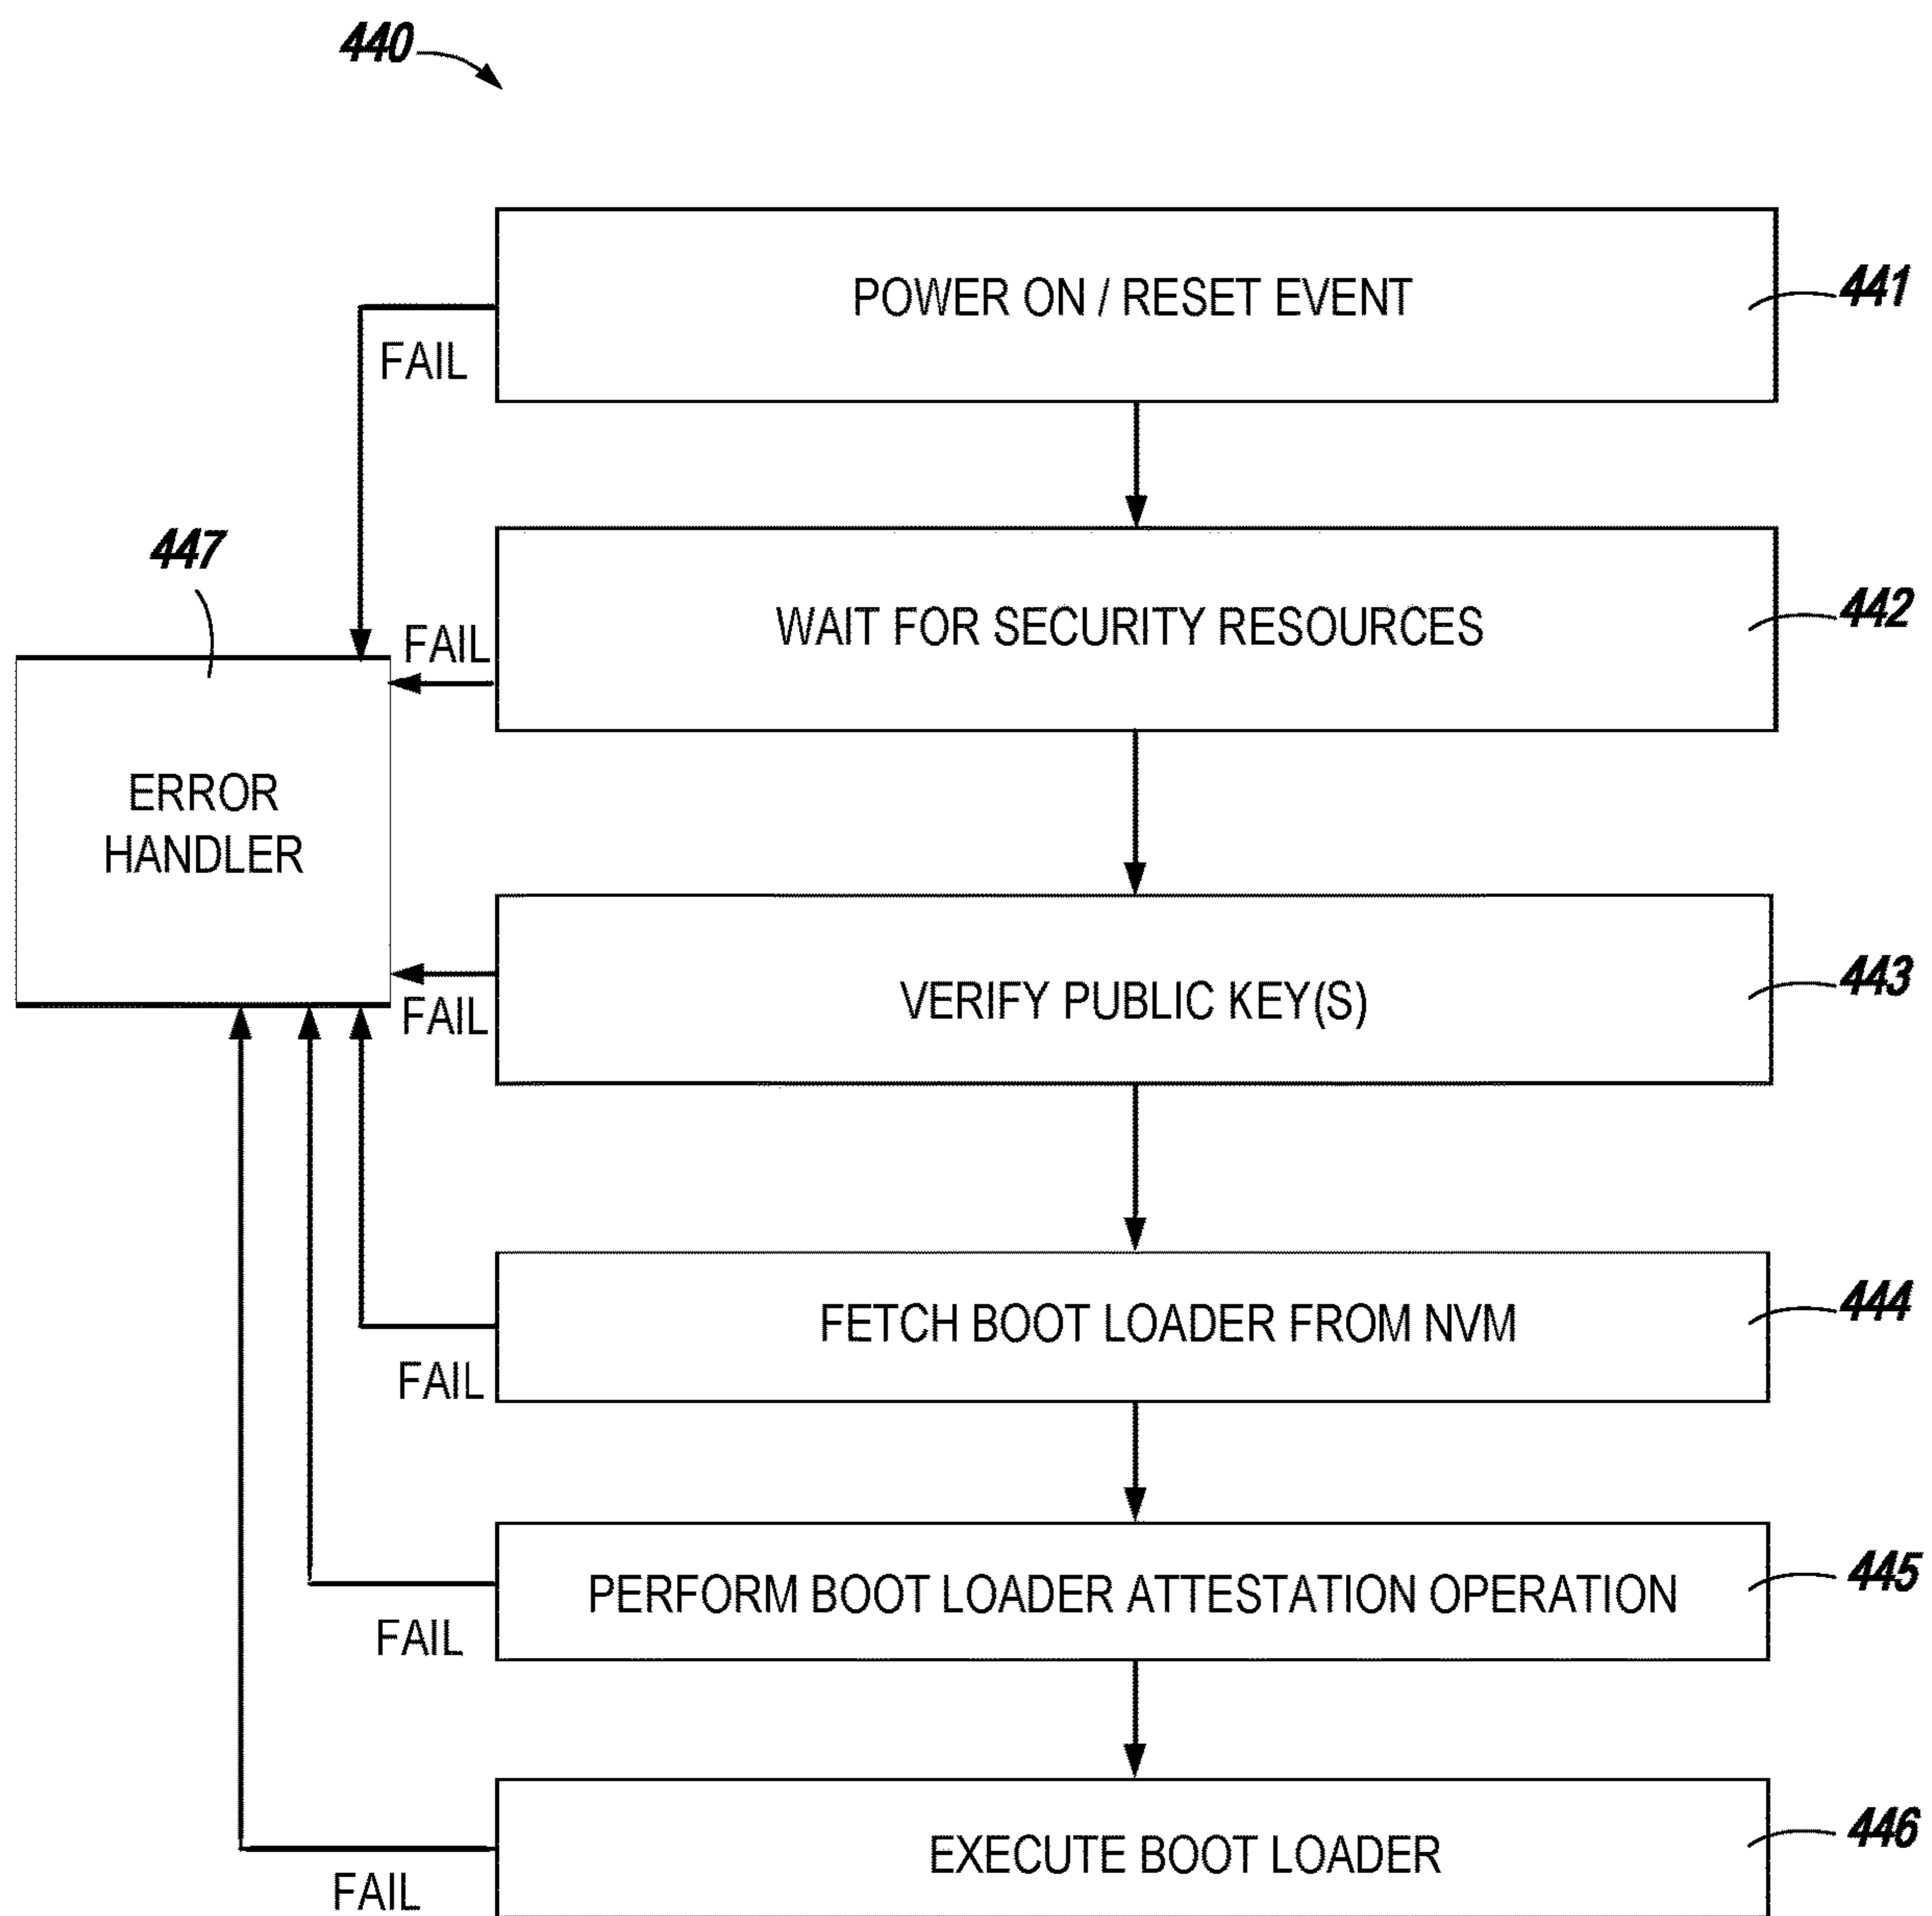 440
POWER ON / RESET EVENT
441
FAIL
447
WAIT FOR SECURITY RESOURCES
442
FAIL
ERROR
HANDLER
VERIFY PUBLIC KEY(S)
443
FAIL
FETCH BOOT LOADER FROM NVM
444
FAIL
PERFORM BOOT LOADER ATTESTATION OPERATION
445
FAIL
EXECUTE BOOT LOADER
446
FAIL